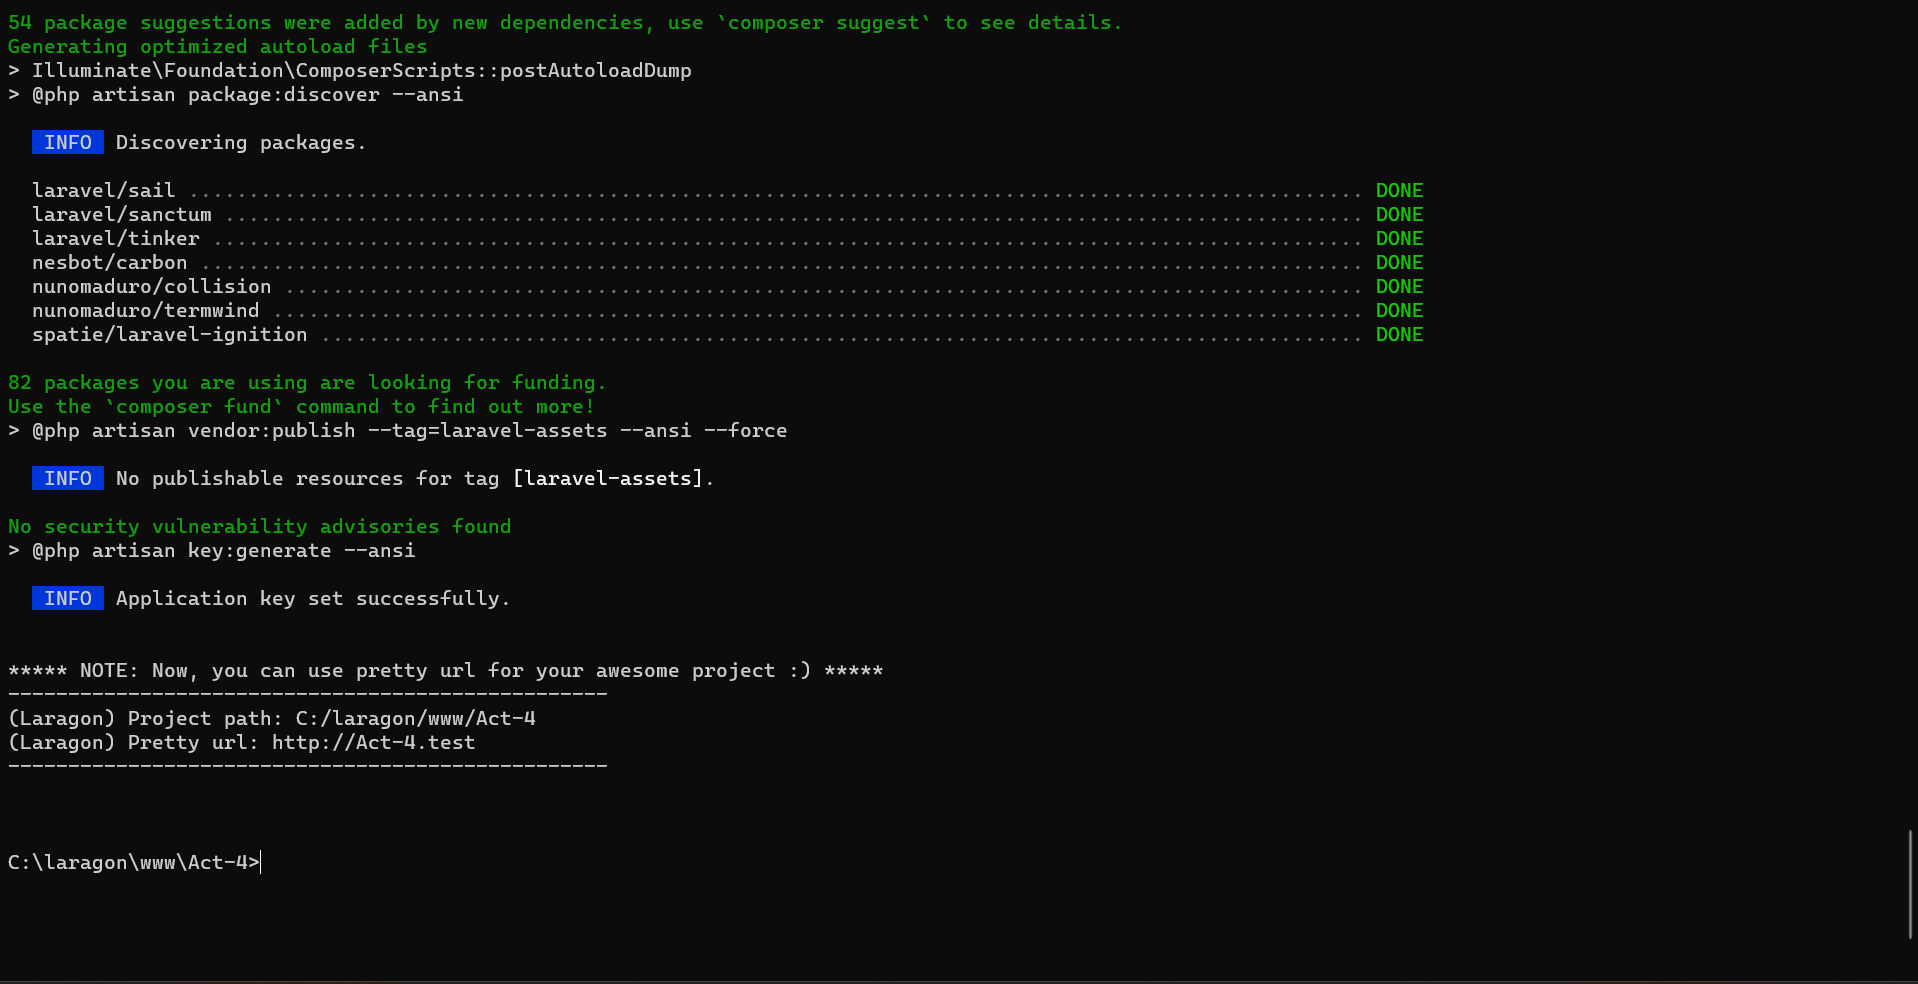 54 package suggestions were added by new dependencies, use `composer suggest` to see details.
Generating optimized autoload files
> Illuminate\Foundation\ComposerScripts::postAutoloadDump
> @php artisan package:discover --ansi
INFO Discovering packages.
laravel/sail .................................................................................................. DONE
laravel/sanctum ............................................................................................... DONE
laravel/tinker ................................................................................................ DONE
nesbot/carbon ................................................................................................. DONE
nunomaduro/collision .......................................................................................... DONE
nunomaduro/termwind ........................................................................................... DONE
spatie/laravel-ignition ....................................................................................... DONE
82 packages you are using are looking for funding.
Use the `composer fund` command to find out more!
> @php artisan vendor:publish --tag=laravel-assets --ansi --force
INFO No publishable resources for tag [laravel-assets].
No security vulnerability advisories found
> @php artisan key:generate --ansi
INFO Application key set successfully.
***** NOTE: Now, you can use pretty url for your awesome project :) *****
--------------------------------------------------
(Laragon) Project path: C:/laragon/www/Act-4
(Laragon) Pretty url: http://Act-4.test
--------------------------------------------------
C:\laragon\www\Act-4>